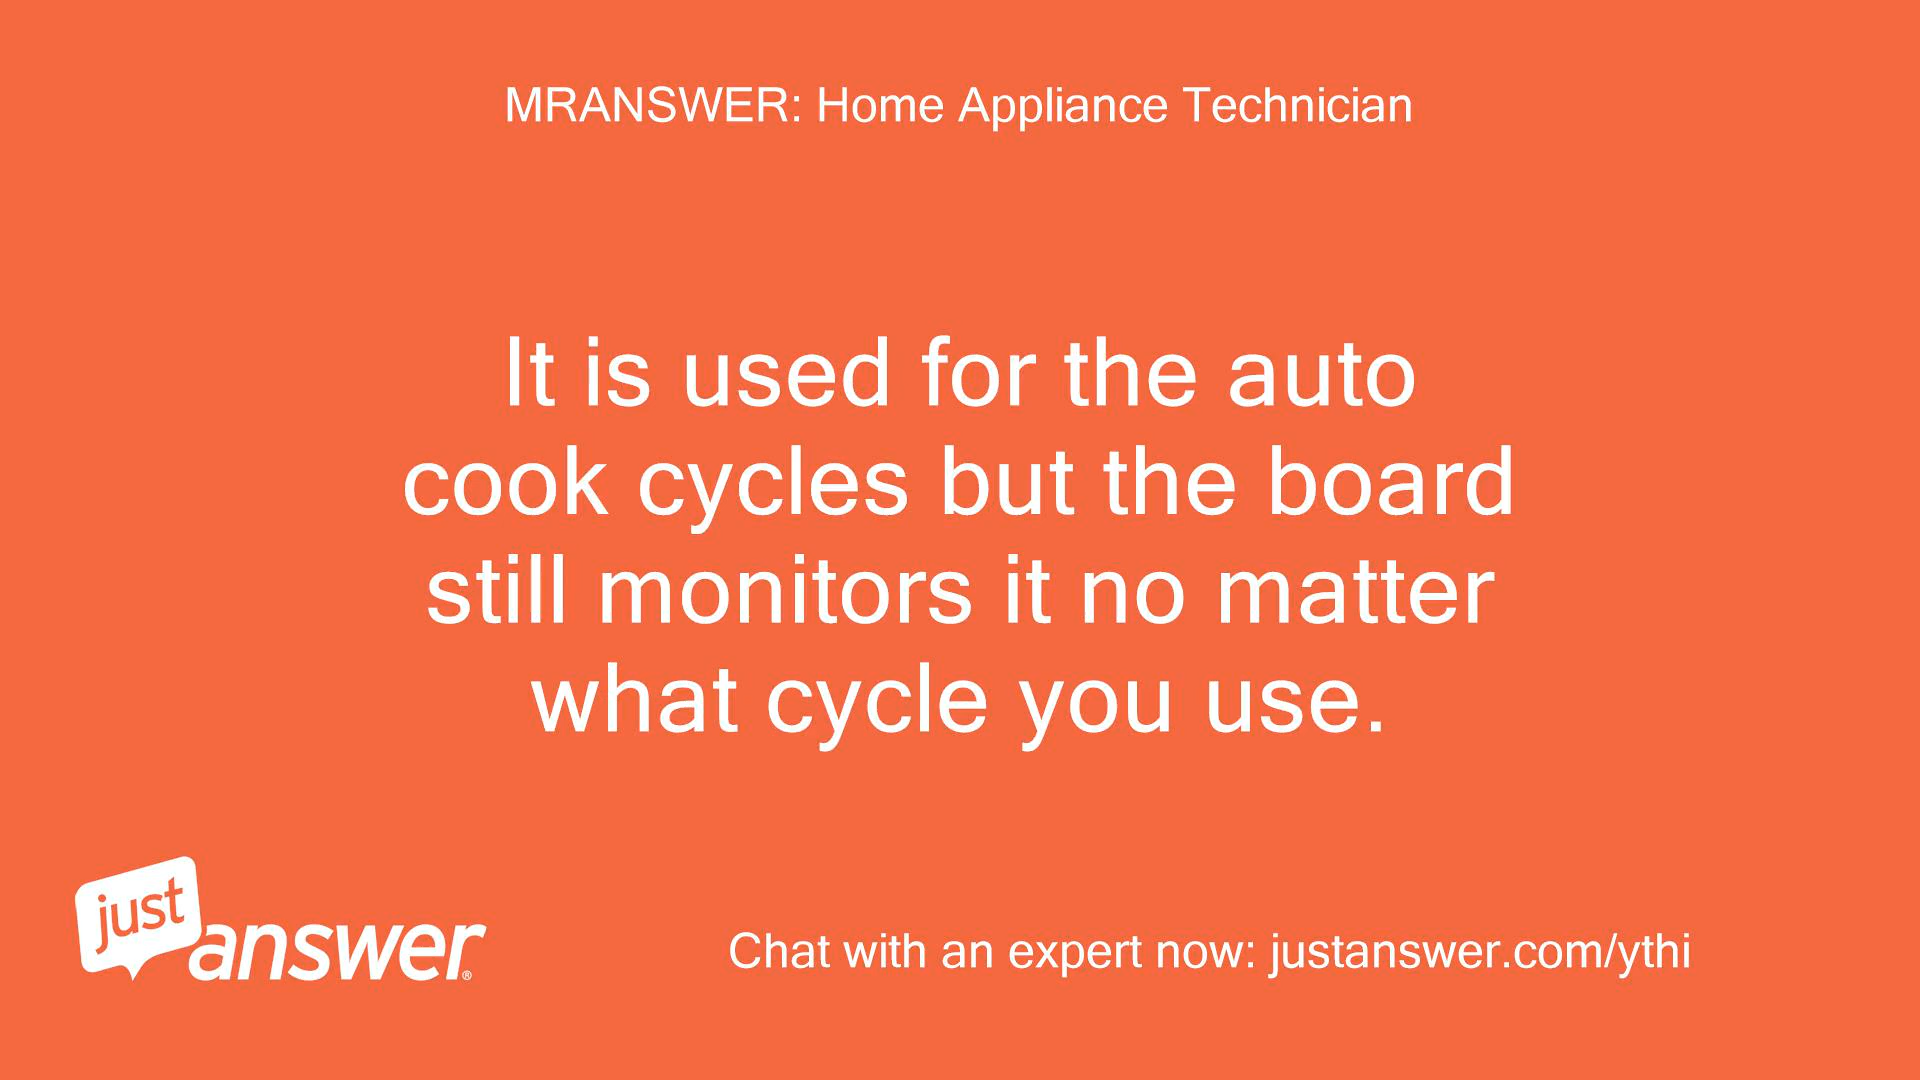 MRANSWER: Home Appliance Technician
It is used for the auto
cook cycles but the board
still monitors it no matter
what cycle you use.
just
answer®
Chat with an expert now: justanswer.com/ythi